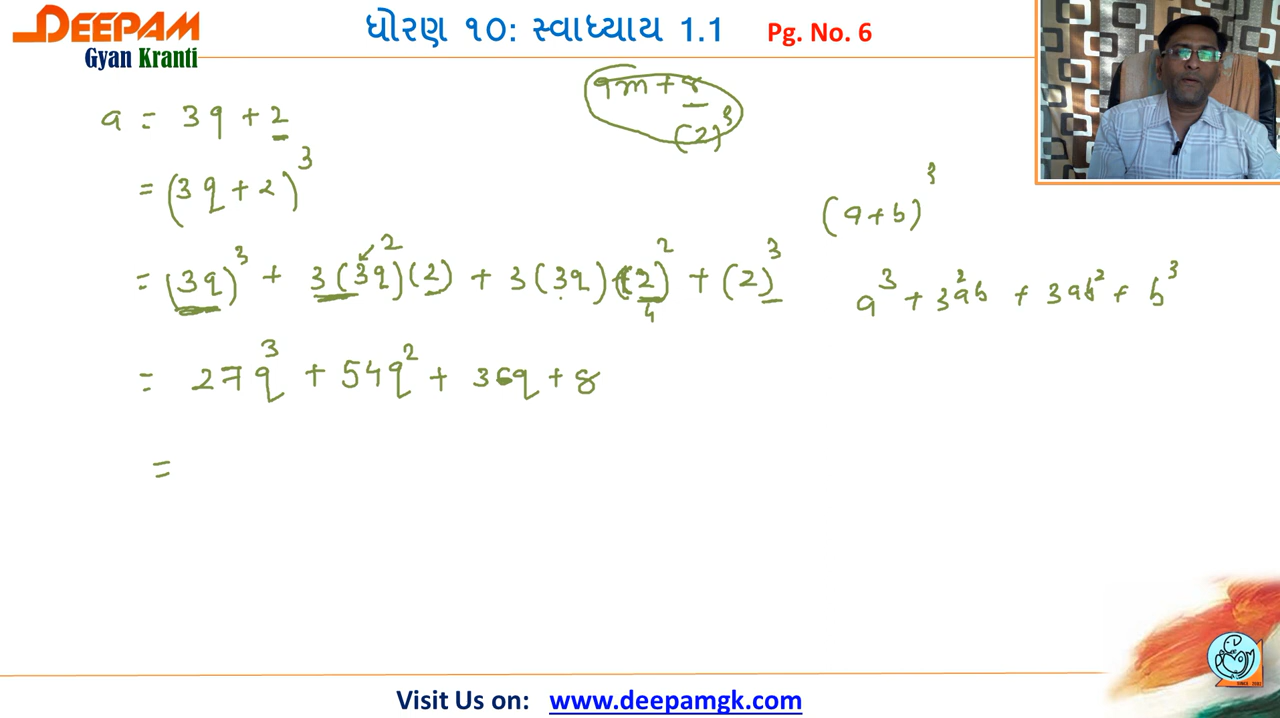 DEEPAM
Gyan Kranti
ધોરણ ૧૦: સ્વાધ્યાય 1.1 Pg. No. 6
9m + 8
(2)³
a = 3q + 2
= (3q + 2)³
(a + b)³
= (3q)³ + 3(3q)²(2) + 3(3q)(2)² + (2)³
4
a³ + 3²ab + 3ab² + b³
= 27q³ + 54q² + 36q + 8
=
Visit Us on: www.deepamgk.com